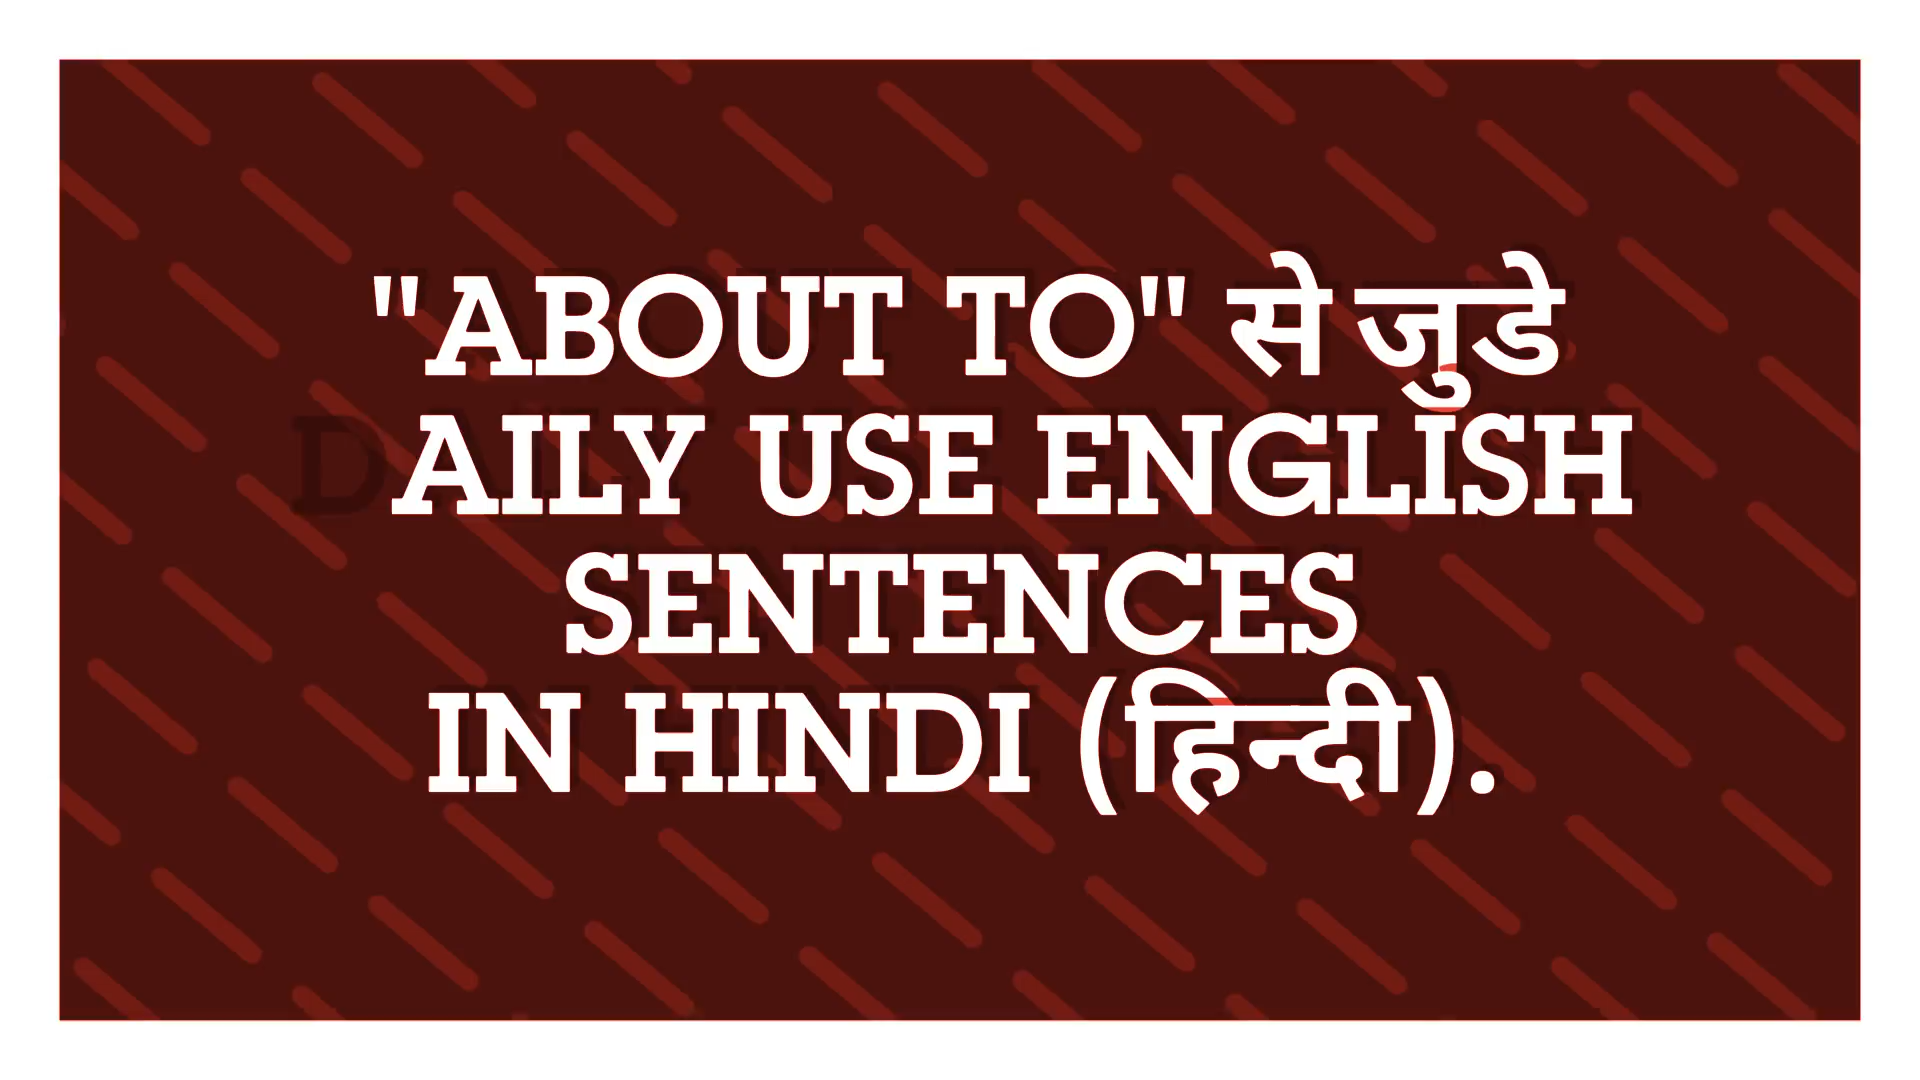 "ABOUT TO" से जुडे
DAILY USE ENGLISH
SENTENCES
IN HINDI (हिन्दी).